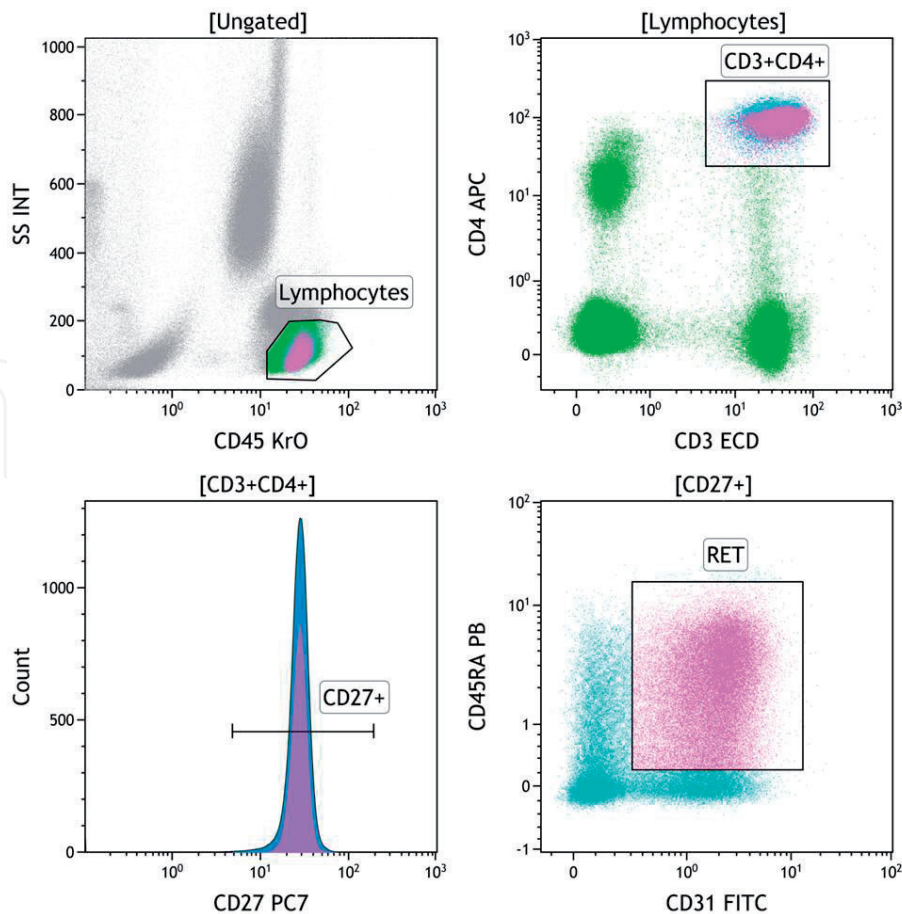 [Ungated]
1000
800
600
400
200
0
SS INT
Lymphocytes
10⁰
10¹
10²
10³
CD45 KrO
[Lymphocytes]
10³
10²
10¹
10⁰
0
CD4 APC
CD3+CD4+
0
10⁰
10¹
10²
10³
CD3 ECD
[CD3+CD4+]
1000
500
0
Count
CD27+
10⁰
10¹
10²
10³
CD27 PC7
[CD27+]
10²
10¹
1
0
-1
CD45RA PB
RET
0
10⁰
10¹
10²
CD31 FITC